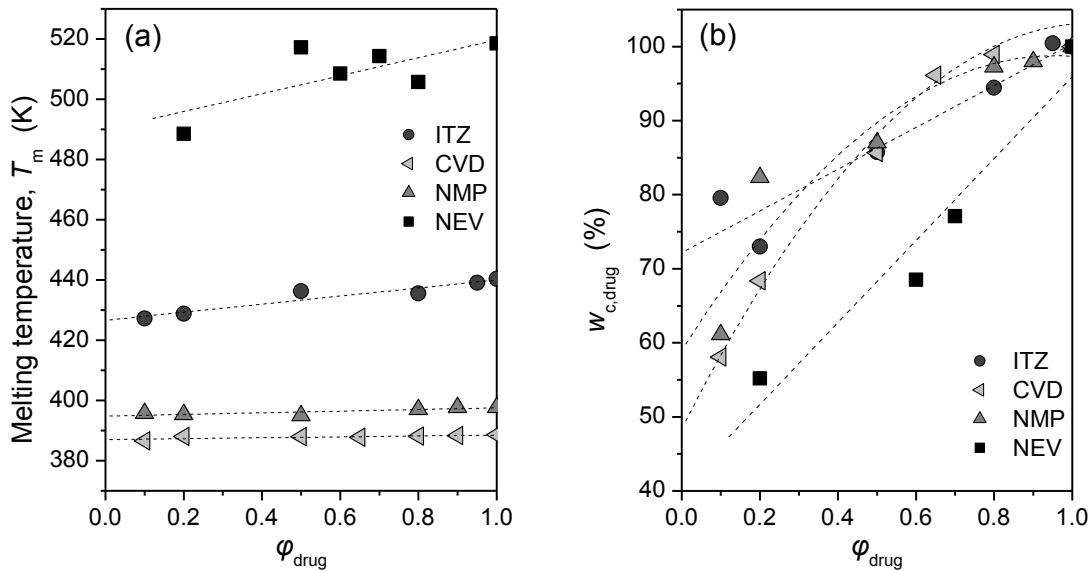 (a)
520
500
480
460
440
420
400
380
Melting temperature, Tm (K)
ITZ
CVD
NMP
NEV
0.0 0.2 0.4 0.6 0.8 1.0
φdrug
(b)
100
90
80
70
60
50
40
wc,drug (%)
ITZ
CVD
NMP
NEV
0.0 0.2 0.4 0.6 0.8 1.0
φdrug